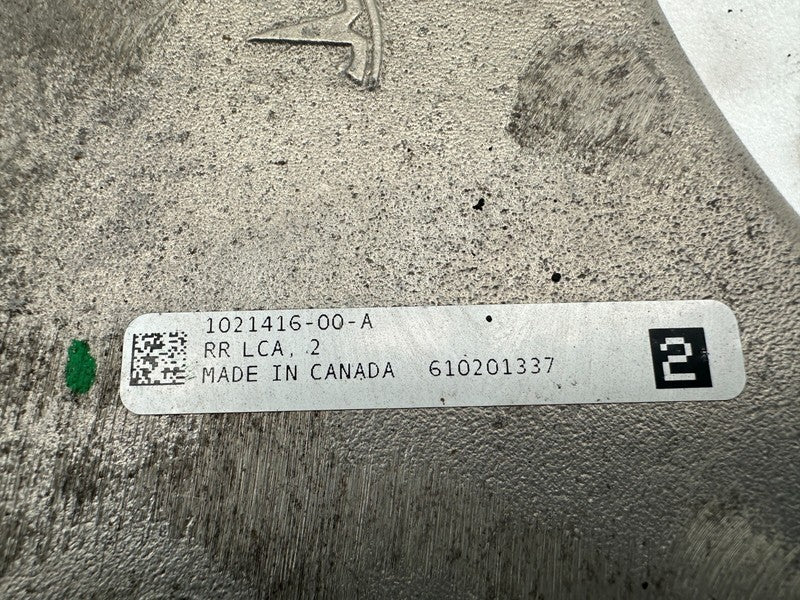 1021416-00-A
RR LCA, 2
MADE IN CANADA 610201337
2